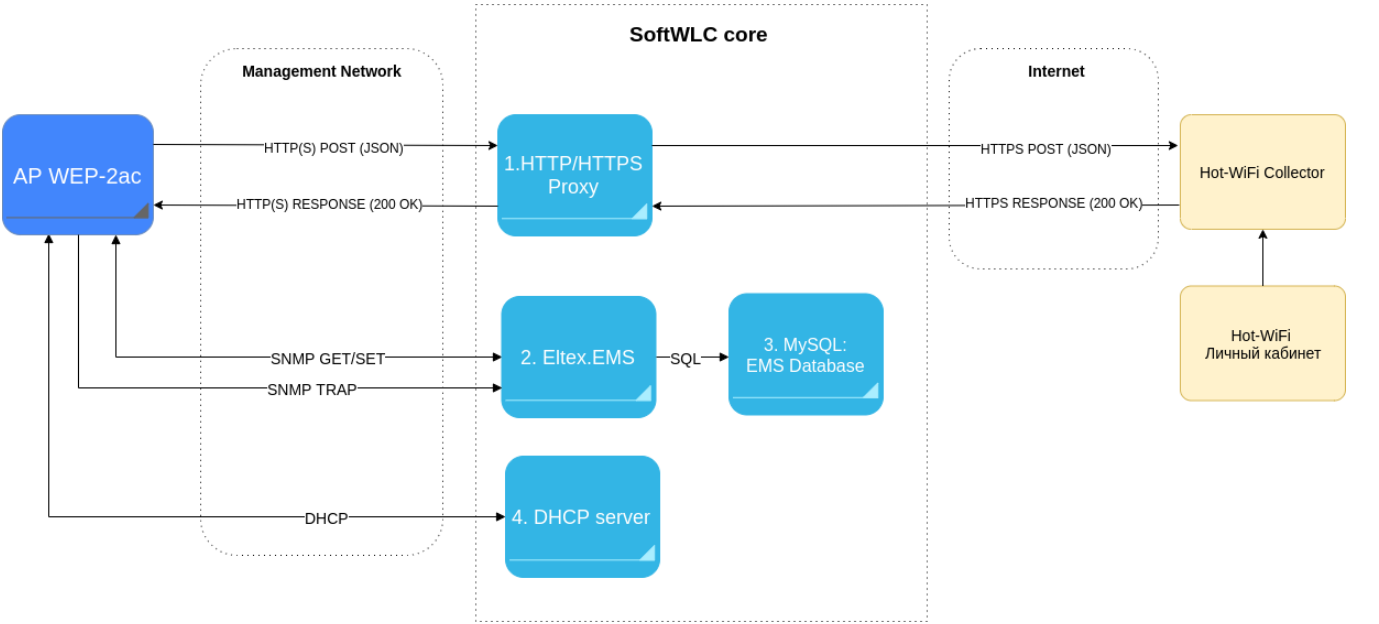 SoftWLC core
Management Network
Internet
AP WEP-2ac
HTTP(S) POST (JSON)
HTTP(S) RESPONSE (200 OK)
1.HTTP/HTTPS
Proxy
HTTPS POST (JSON)
HTTPS RESPONSE (200 OK)
Hot-WiFi Collector
SNMP GET/SET
SNMP TRAP
2. Eltex.EMS
SQL
3. MySQL:
EMS Database
Hot-WiFi
Личный кабинет
DHCP
4. DHCP server